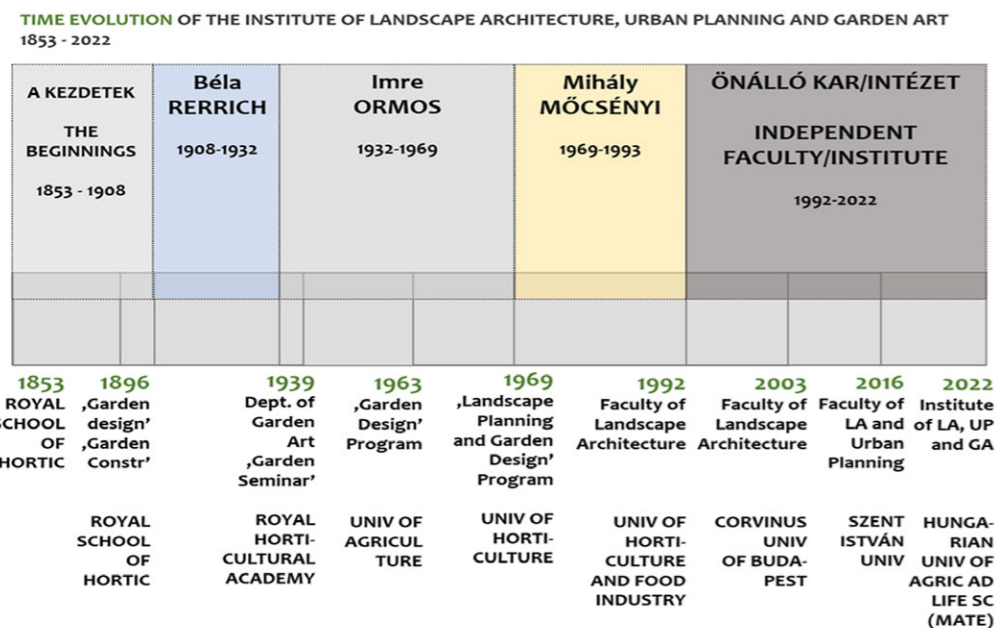 TIME EVOLUTION OF THE INSTITUTE OF LANDSCAPE ARCHITECTURE, URBAN PLANNING AND GARDEN ART
1853 - 2022
A KEZDETEK
THE
BEGINNINGS
1853 - 1908
Béla
RERRICH
1908-1932
Imre
ORMOS
1932-1969
Mihály
MŐCSÉNYI
1969-1993
ÖNÁLLÓ KAR/INTÉZET
INDEPENDENT
FACULTY/INSTITUTE
1992-2022
1853
ROYAL
SCHOOL
OF
HORTIC
1896
‚Garden
design’
‚Garden
Constr’
ROYAL
SCHOOL
OF
HORTIC
1939
Dept. of
Garden
Art
‚Garden
Seminar’
ROYAL
HORTI-
CULTURAL
ACADEMY
1963
‚Garden
Design’
Program
UNIV OF
AGRICUL
TURE
1969
‚Landscape
Planning
and Garden
Design’
Program
UNIV OF
HORTI-
CULTURE
1992
Faculty of
Landscape
Architecture
UNIV OF
HORTI-
CULTURE
AND FOOD
INDUSTRY
2003
Faculty of
Landscape
Architecture
CORVINUS
UNIV
OF BUDA-
PEST
2016
Faculty of
LA and
Urban
Planning
SZENT
ISTVÁN
UNIV
2022
Institute
of LA, UP
and GA
HUNGA-
RIAN
UNIV OF
AGRIC AD
LIFE SC
(MATE)